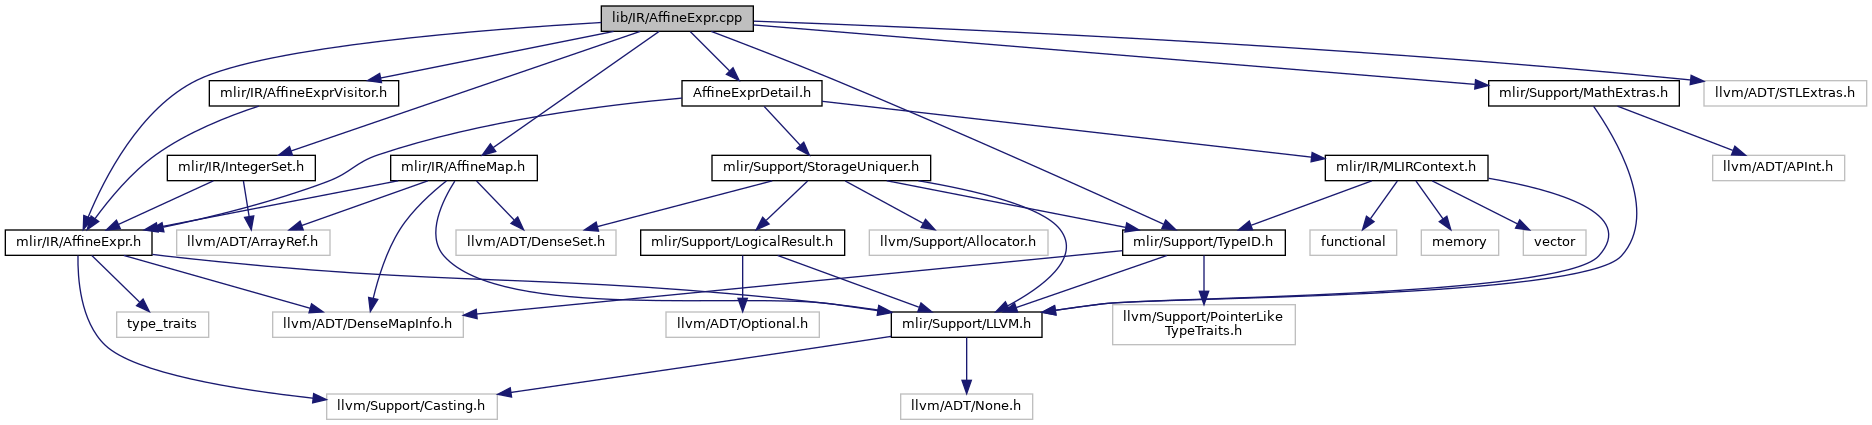 lib/IR/AffineExpr.cpp
mlir/IR/AffineExprVisitor.h
AffineExprDetail.h
mlir/Support/MathExtras.h
llvm/ADT/STLExtras.h
mlir/IR/IntegerSet.h
mlir/IR/AffineMap.h
mlir/Support/StorageUniquer.h
mlir/IR/MLIRContext.h
llvm/ADT/APInt.h
mlir/IR/AffineExpr.h
llvm/ADT/ArrayRef.h
llvm/ADT/DenseSet.h
mlir/Support/LogicalResult.h
llvm/Support/Allocator.h
mlir/Support/TypeID.h
functional
memory
vector
type_traits
llvm/ADT/DenseMapInfo.h
llvm/ADT/Optional.h
mlir/Support/LLVM.h
llvm/Support/PointerLike
TypeTraits.h
llvm/Support/Casting.h
llvm/ADT/None.h